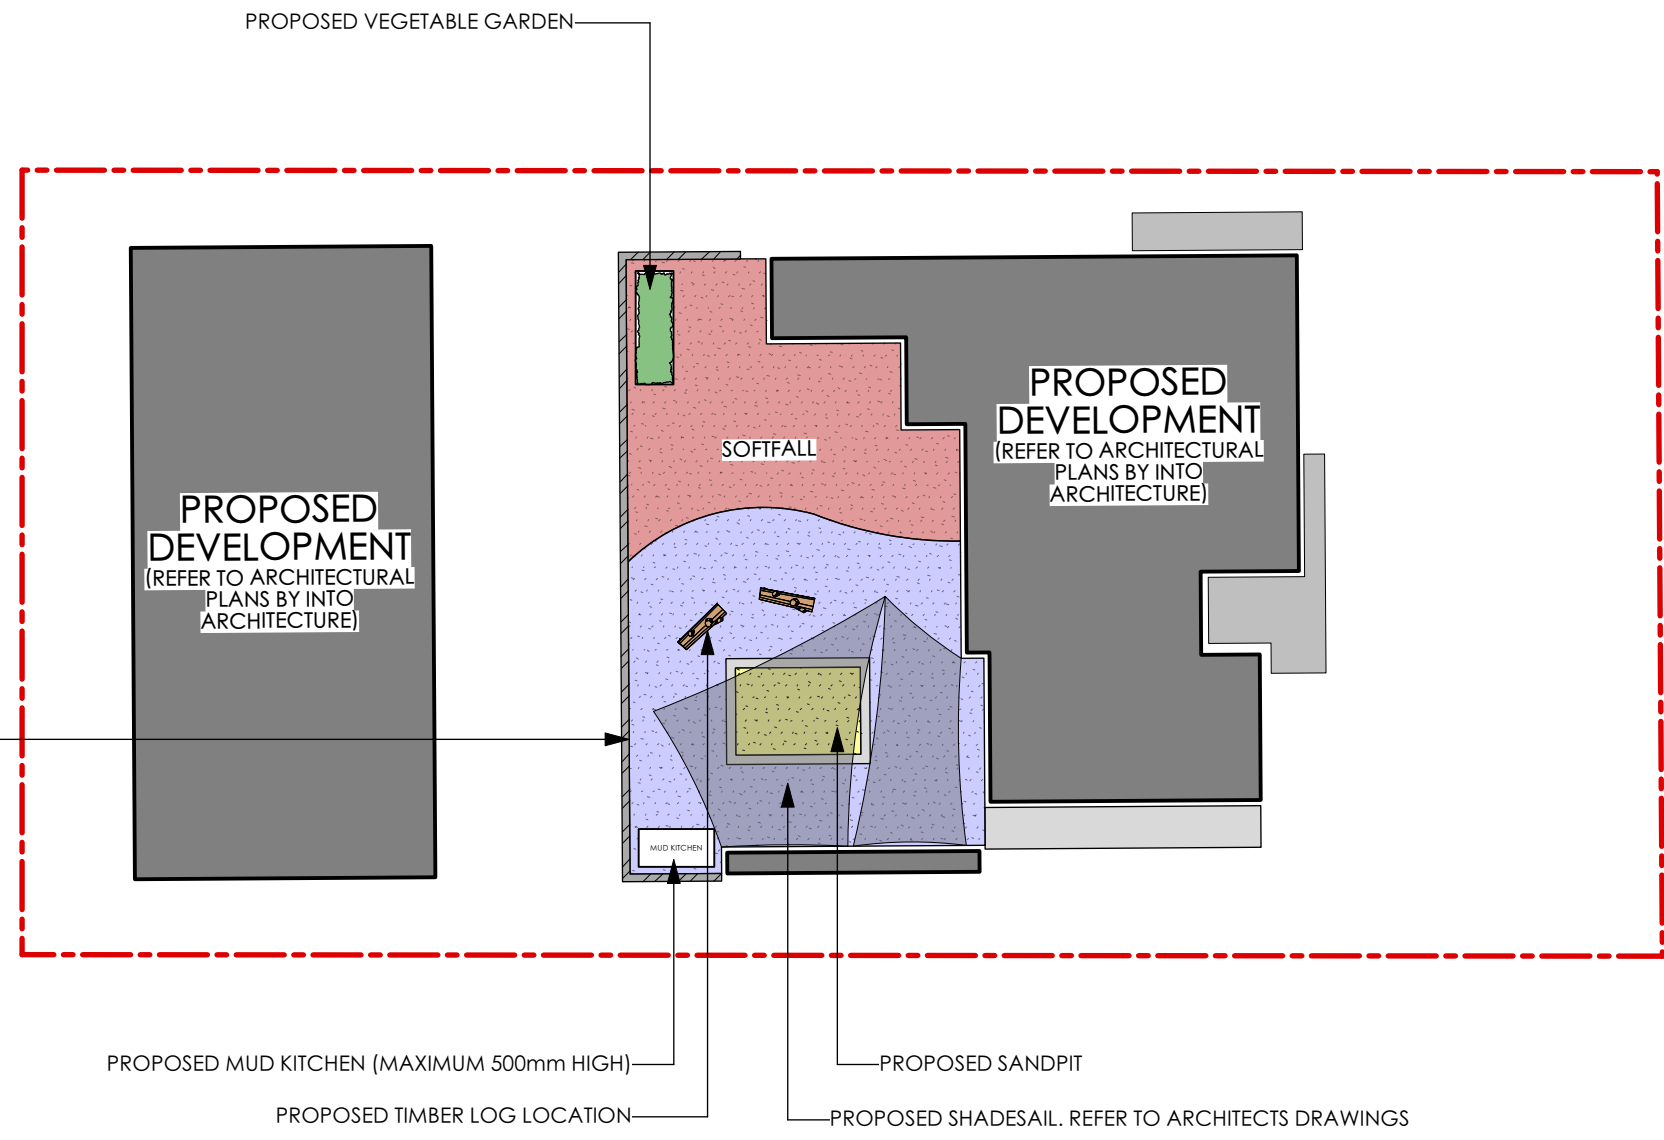 PROPOSED VEGETABLE GARDEN
PROPOSED
DEVELOPMENT
(REFER TO ARCHITECTURAL
PLANS BY INTO
ARCHITECTURE)
SOFTFALL
PROPOSED
DEVELOPMENT
(REFER TO ARCHITECTURAL
PLANS BY INTO
ARCHITECTURE)
MUD KITCHEN
PROPOSED MUD KITCHEN (MAXIMUM 500mm HIGH)
PROPOSED SANDPIT
PROPOSED TIMBER LOG LOCATION
PROPOSED SHADESAIL. REFER TO ARCHITECTS DRAWINGS